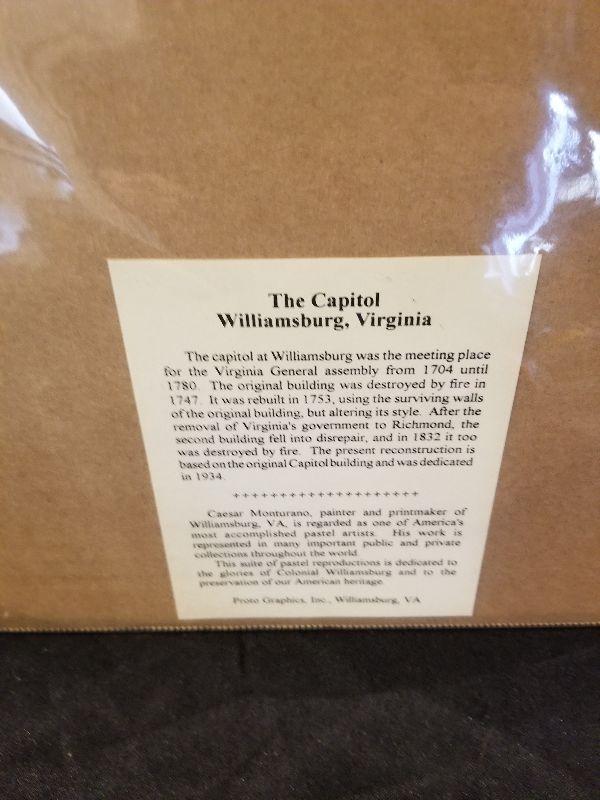 The Capitol
Williamsburg, Virginia
The capitol at Williamsburg was the meeting place
for the Virginia General assembly from 1704 until
1780. The original building was destroyed by fire in
1747. It was rebuilt in 1753, using the surviving walls
of the original building, but altering its style. After the
removal of Virginia's government to Richmond, the
second building fell into disrepair, and in 1832 it too
was destroyed by fire. The present reconstruction is
based on the original Capitol building and was dedicated
in 1934.
+++++++++++++++++++
Caesar Monturano, painter and printmaker of
Williamsburg, VA, is regarded as one of America's
most accomplished pastel artists. His work is
represented in many important public and private
collections throughout the world.
This suite of pastel reproductions is dedicated to
the glories of Colonial Williamsburg and to the
preservation of our American heritage.
Proto Graphics, Inc., Williamsburg, VA